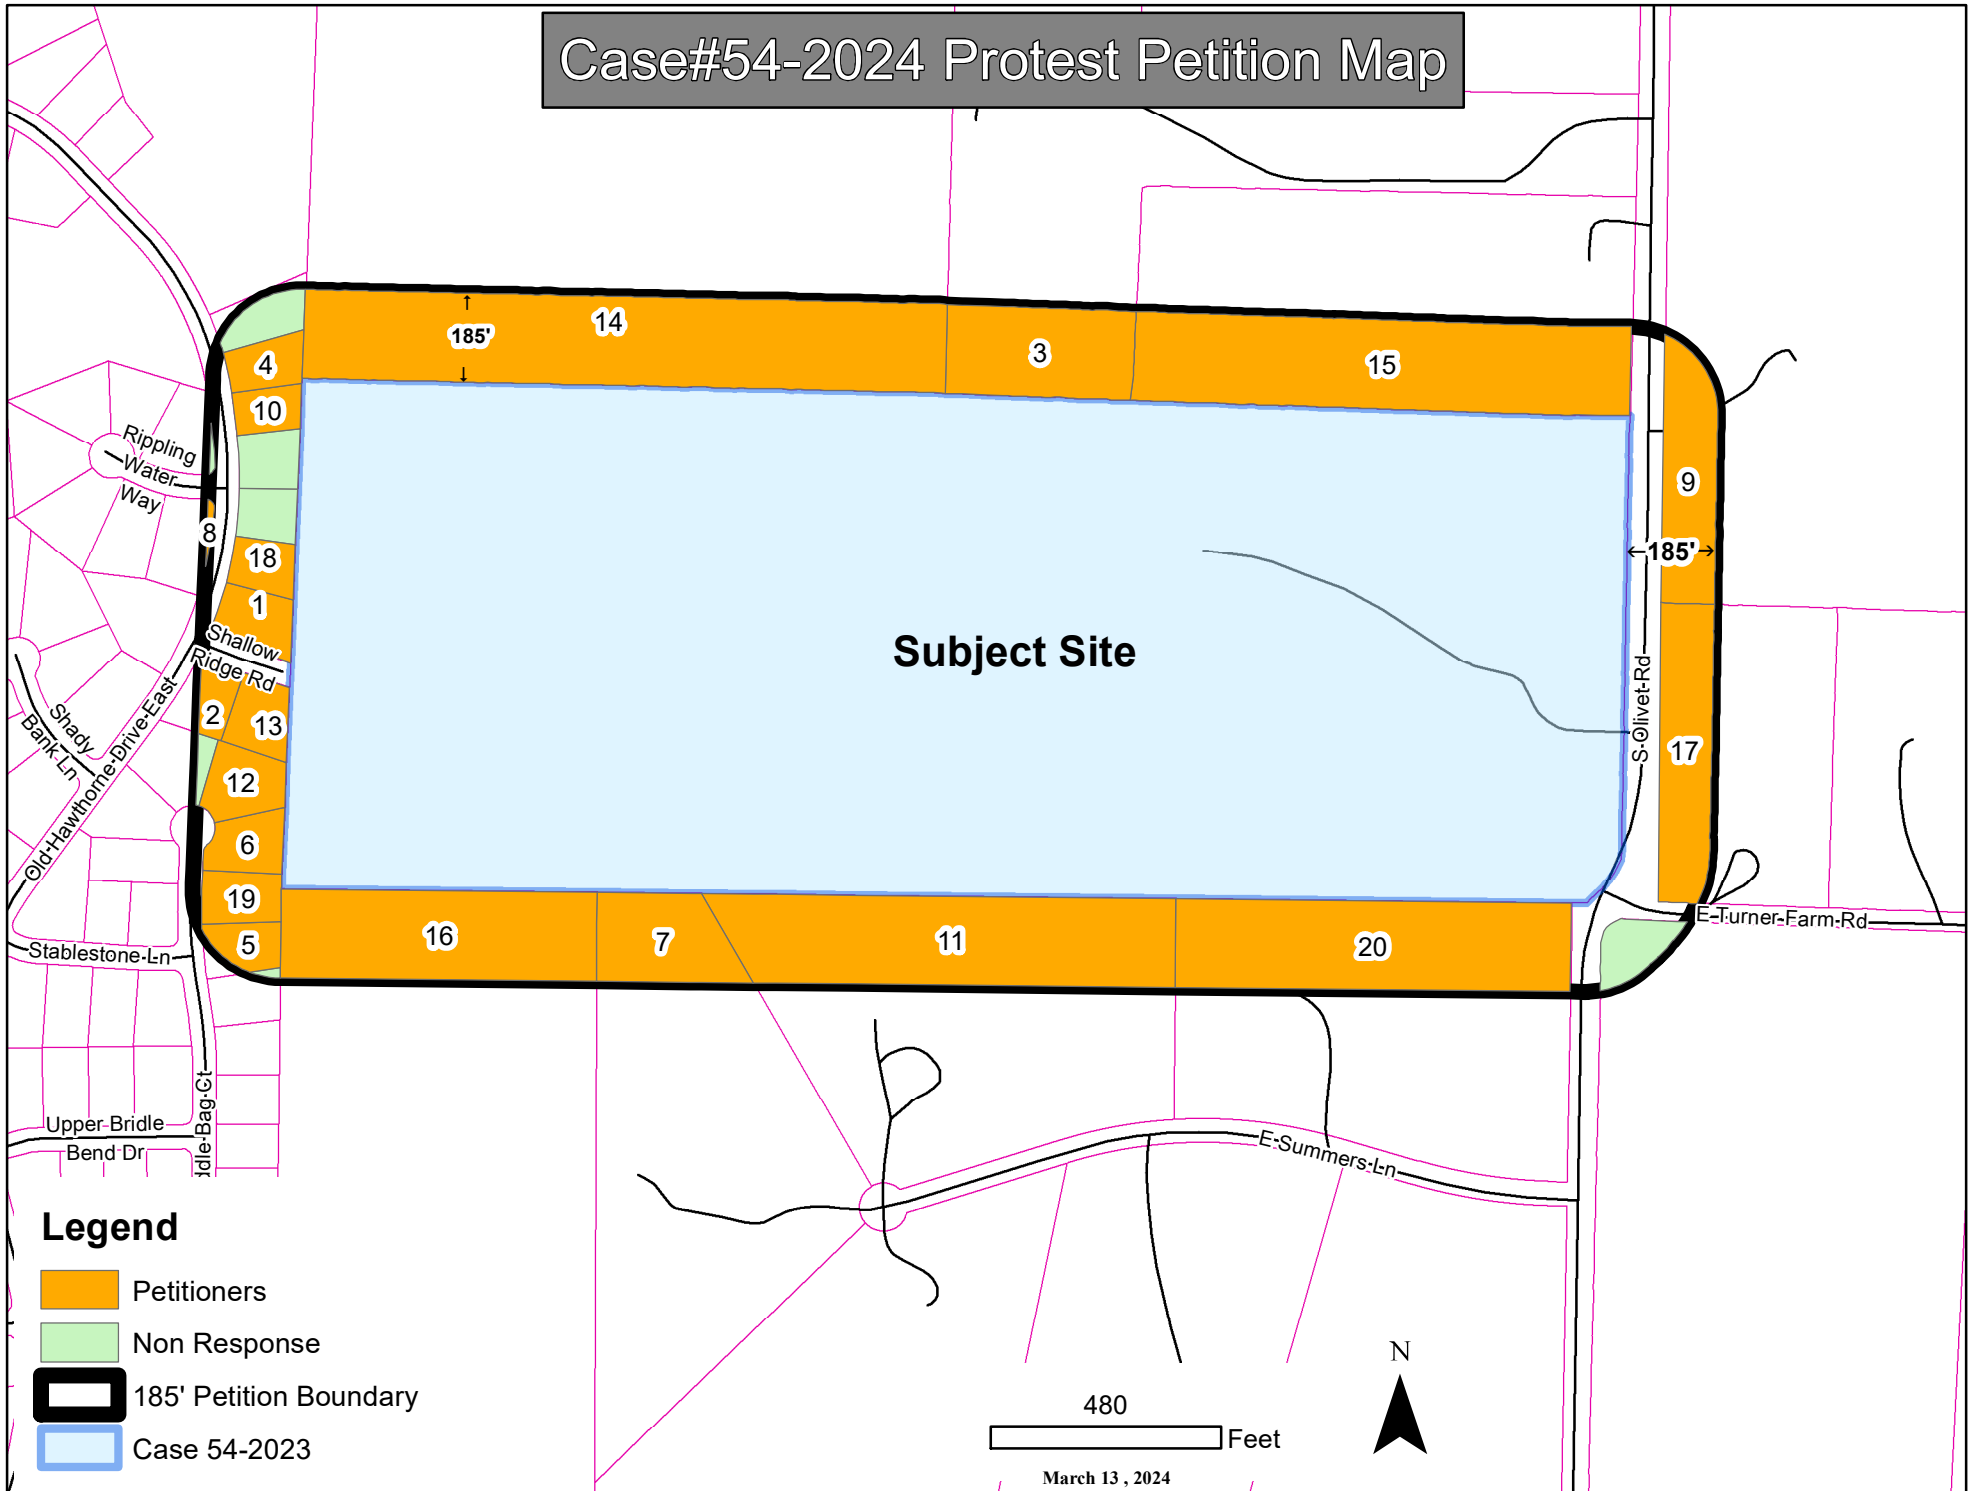 Case#54-2024 Protest Petition Map
14
185'
3
15
4
10
Rippling
Water
Way
9
8
185'
18
1
Shallow
Ridge Rd
Subject Site
S Olivet Rd
2
13
Shady
Bank Ln
Old Hawthorne Drive East
17
12
6
19
5
16
7
11
20
E Turner Farm Rd
Stablestone Ln
Upper Bridle
Bend Dr
ddle Bag Ct
E Summers Ln
Legend
Petitioners
Non Response
185' Petition Boundary
Case 54-2023
N
480
Feet
March 13 , 2024